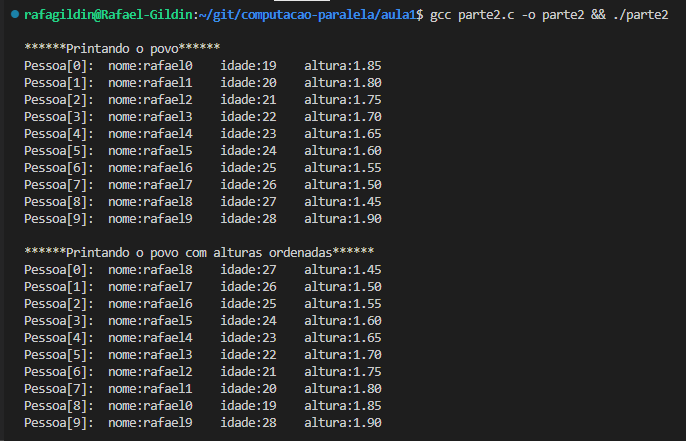 rafagildin@Rafael-Gildin:~/git/computacao-paralela/aula1$ gcc parte2.c -o parte2 && ./parte2
******Printando o povo******
Pessoa[0]: nome:rafael0 idade:19 altura:1.85
Pessoa[1]: nome:rafael1 idade:20 altura:1.80
Pessoa[2]: nome:rafael2 idade:21 altura:1.75
Pessoa[3]: nome:rafael3 idade:22 altura:1.70
Pessoa[4]: nome:rafael4 idade:23 altura:1.65
Pessoa[5]: nome:rafael5 idade:24 altura:1.60
Pessoa[6]: nome:rafael6 idade:25 altura:1.55
Pessoa[7]: nome:rafael7 idade:26 altura:1.50
Pessoa[8]: nome:rafael8 idade:27 altura:1.45
Pessoa[9]: nome:rafael9 idade:28 altura:1.90
******Printando o povo com alturas ordenadas******
Pessoa[0]: nome:rafael8 idade:27 altura:1.45
Pessoa[1]: nome:rafael7 idade:26 altura:1.50
Pessoa[2]: nome:rafael6 idade:25 altura:1.55
Pessoa[3]: nome:rafael5 idade:24 altura:1.60
Pessoa[4]: nome:rafael4 idade:23 altura:1.65
Pessoa[5]: nome:rafael3 idade:22 altura:1.70
Pessoa[6]: nome:rafael2 idade:21 altura:1.75
Pessoa[7]: nome:rafael1 idade:20 altura:1.80
Pessoa[8]: nome:rafael0 idade:19 altura:1.85
Pessoa[9]: nome:rafael9 idade:28 altura:1.90